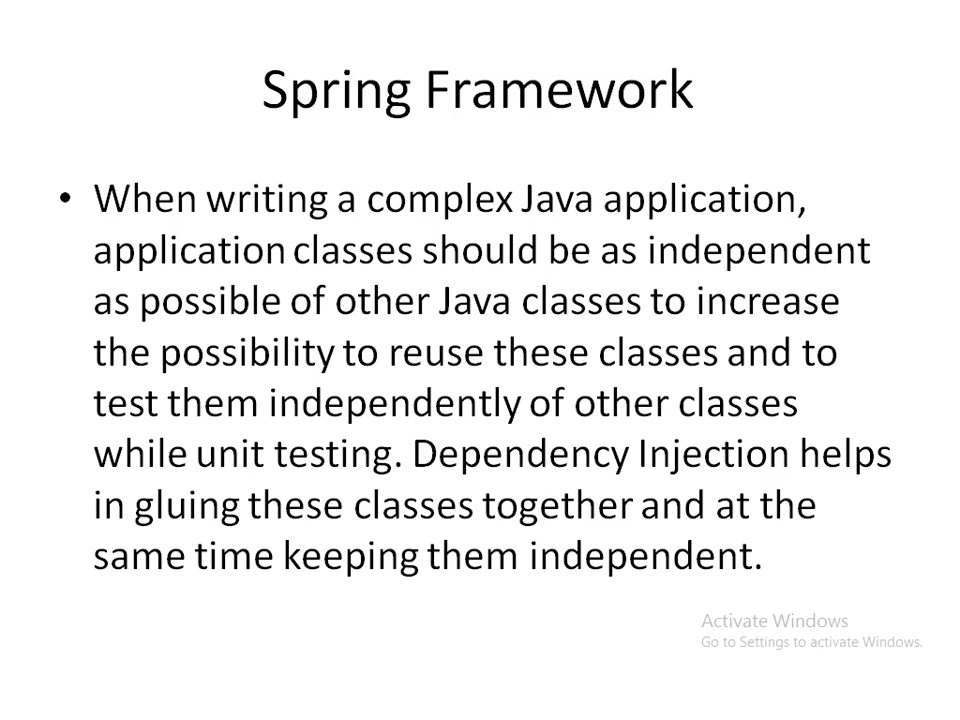 Spring Framework
• When writing a complex Java application,
application classes should be as independent
as possible of other Java classes to increase
the possibility to reuse these classes and to
test them independently of other classes
while unit testing. Dependency Injection helps
in gluing these classes together and at the
same time keeping them independent.
Activate Windows
Go to Settings to activate Windows.